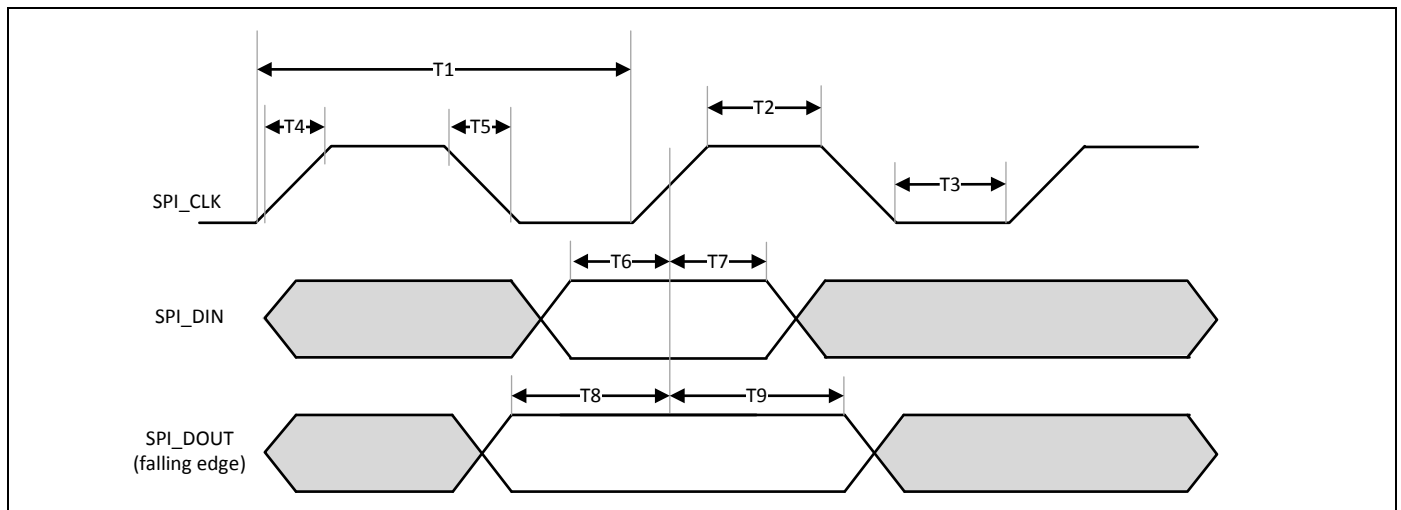 T1
T2
T4
T5
T3
SPI_CLK
T6
T7
SPI_DIN
T8
T9
SPI_DOUT
(falling edge)